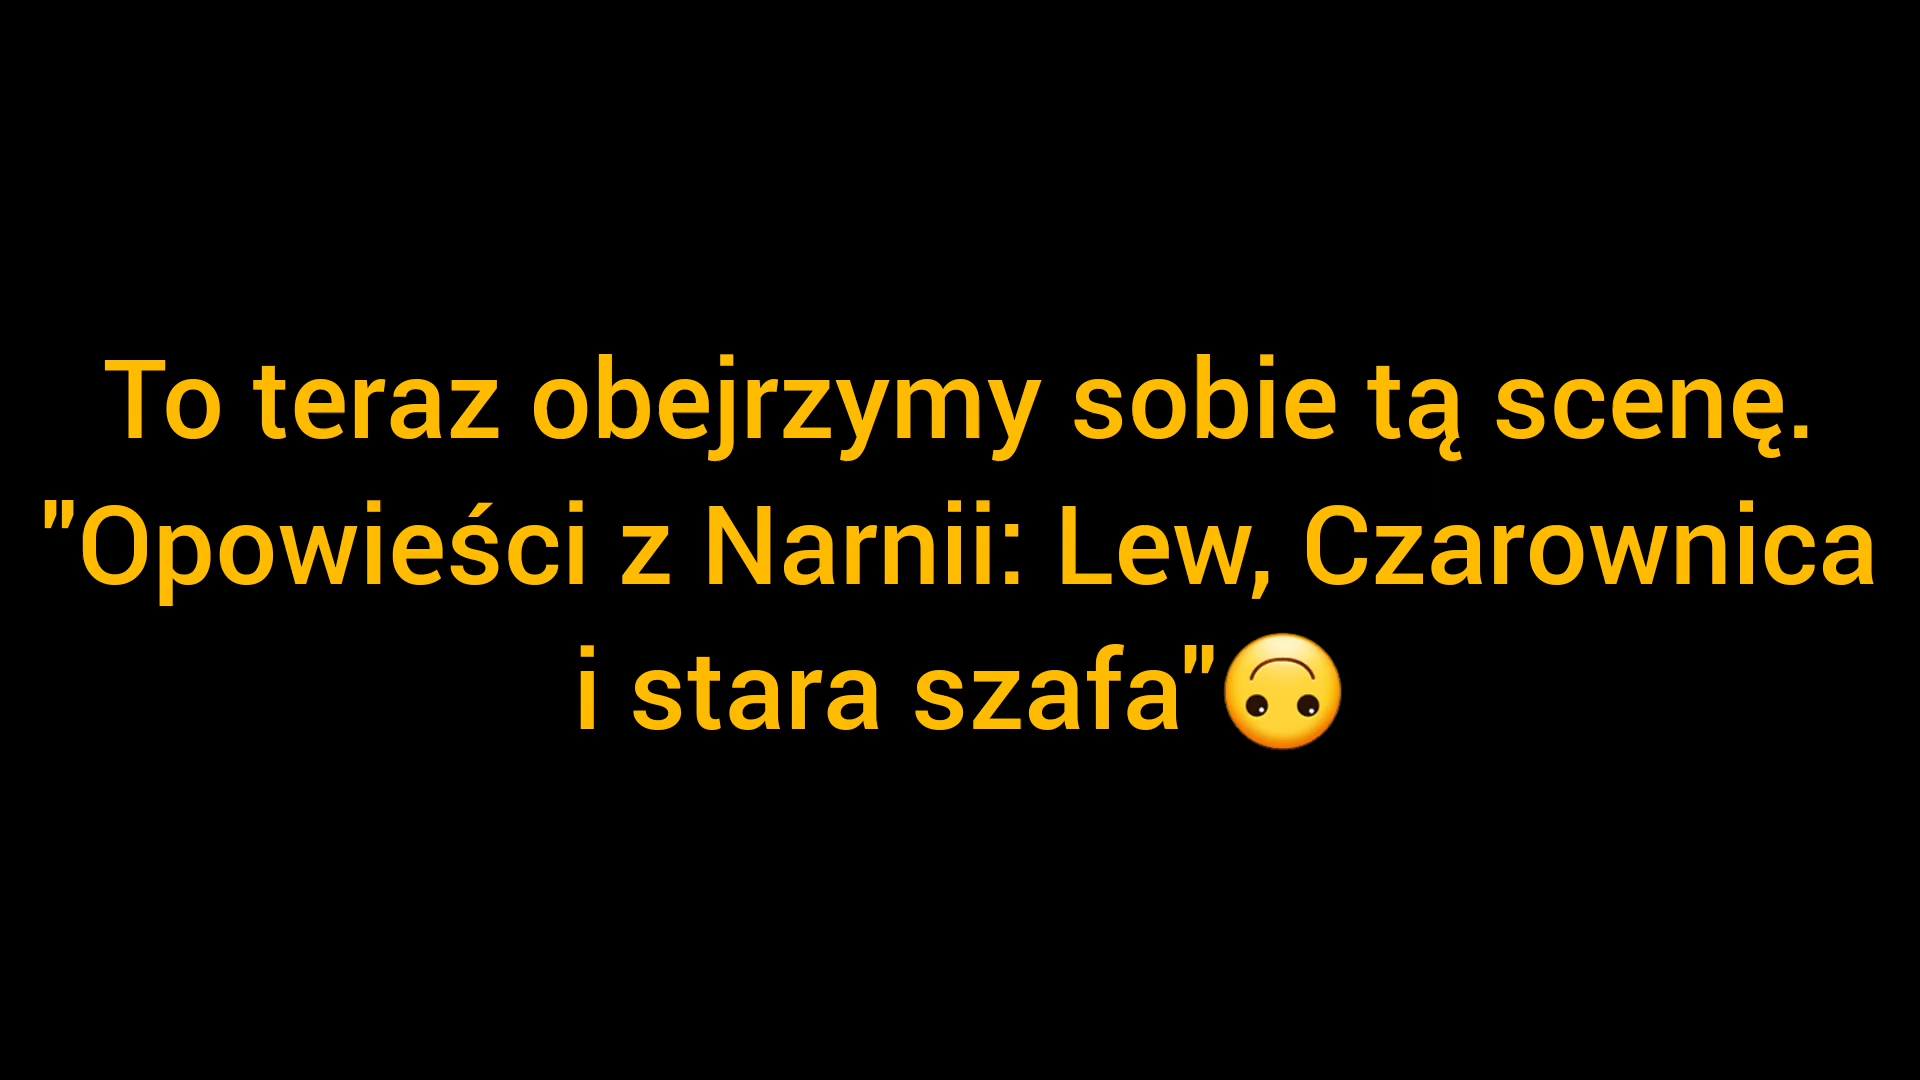 To teraz obejrzymy sobie tą scenę.
"Opowieści z Narnii: Lew, Czarownica
i stara szafa"🙃